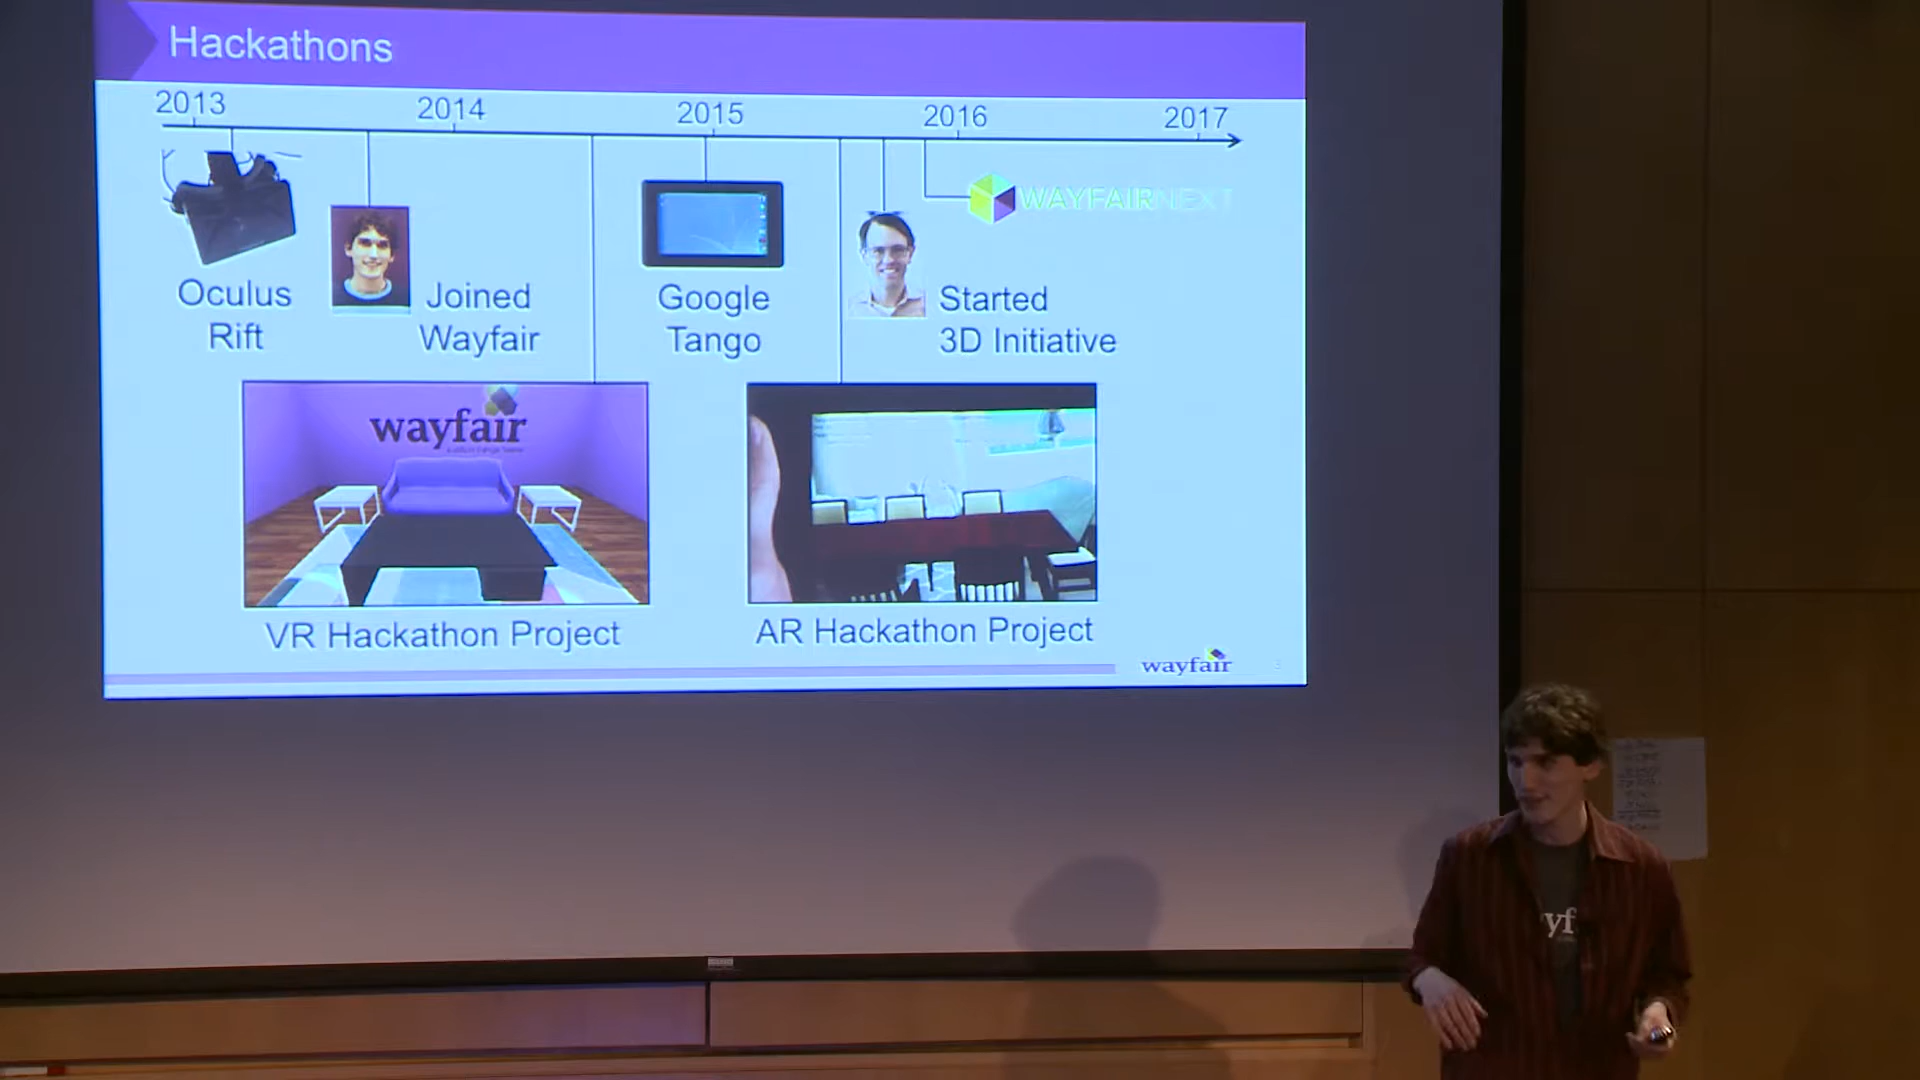 Hackathons
2013 2014 2015 2016 2017
WAYFAIRNEXT
Oculus
Rift
Joined
Wayfair
Google
Tango
Started
3D Initiative
wayfair
VR Hackathon Project
AR Hackathon Project
wayfair
3
yf